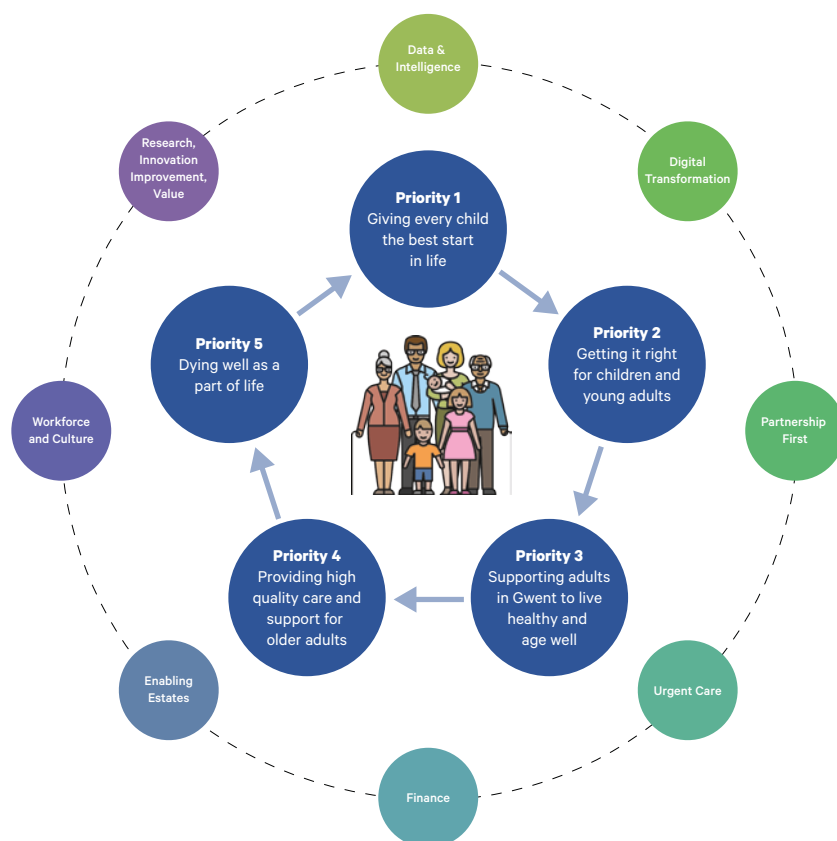 Data &
Intelligence
Digital
Transformation
Partnership
First
Urgent Care
Finance
Enabling
Estates
Workforce
and Culture
Research,
Innovation
Improvement,
Value
Priority 1
Giving every child
the best start
in life
Priority 2
Getting it right
for children and
young adults
Priority 3
Supporting adults
in Gwent to live
healthy and
age well
Priority 4
Providing high
quality care and
support for
older adults
Priority 5
Dying well as a
part of life